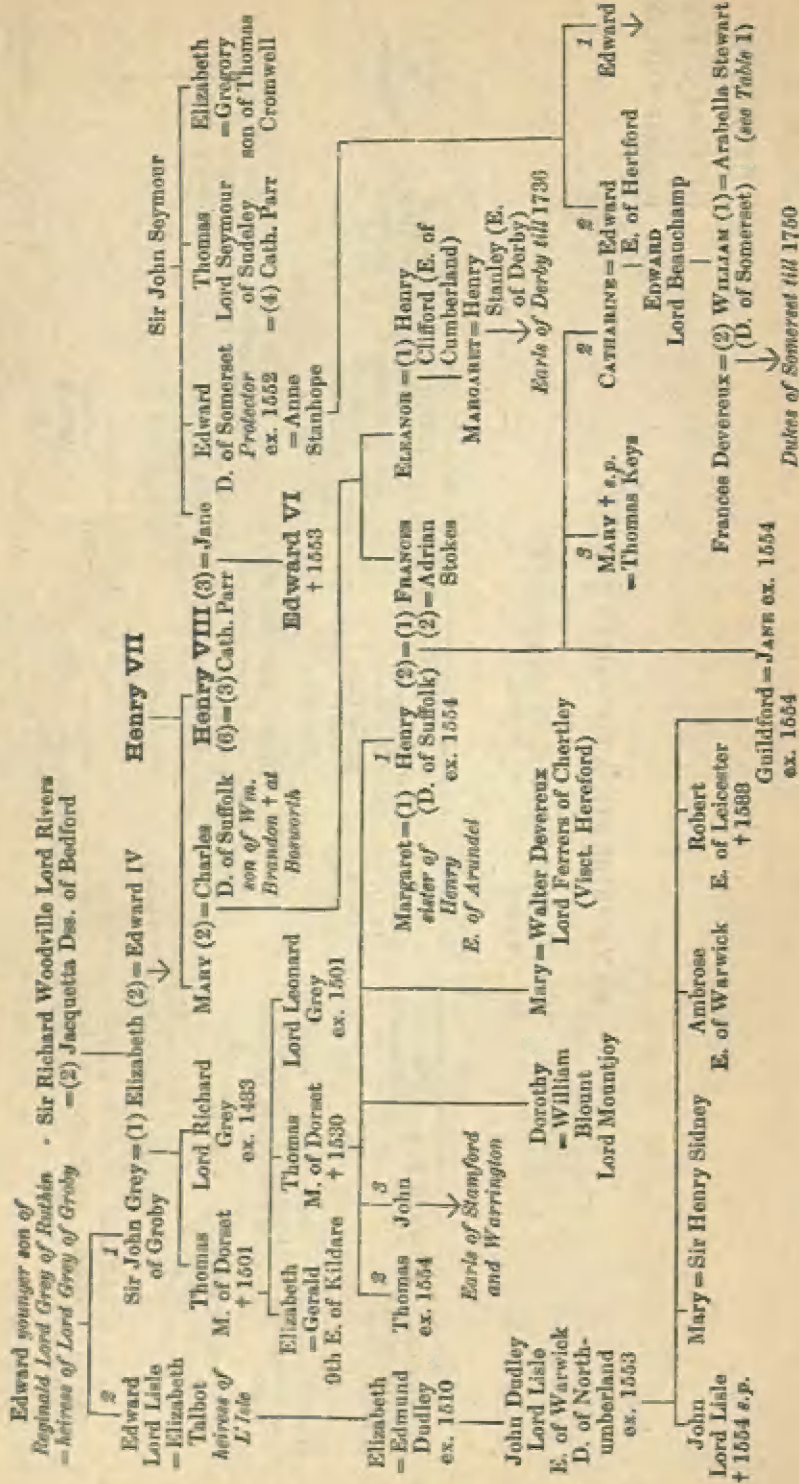 Edward younger son of
Reginald Lord Grey of Ruthin
= heiress of Lord Grey of Groby
Sir Richard Woodville Lord Rivers
=(2) Jacquetta Dss. of Bedford
2
Edward
Lord Lisle
= Elizabeth
Talbot
heiress of
L'Isle
1
Sir John Grey=(1) Elizabeth (2)=Edward IV
of Groby
Henry VII
Sir John Seymour
Thomas
M. of Dorset
† 1501
Lord Richard
Grey
ex. 1483
MARY (2)=Charles
D. of Suffolk
son of Wm.
Brandon † at
Bosworth
Henry VIII (3)=Jane
(6)=(3) Cath. Parr
Edward VI
† 1553
Edward
D. of Somerset
Protector
ex. 1552
=Anne
Stanhope
Thomas
Lord Seymour
of Sudeley
=(4) Cath. Parr
Elizabeth
=Gregory
son of Thomas
Cromwell
Elizabeth
=Gerald
9th E. of Kildare
Thomas
M. of Dorset
† 1530
Lord Leonard
Grey
ex. 1501
Elizabeth
= Edmund
Dudley
ex. 1510
2
Thomas
ex. 1554
3
John
Earls of Stamford
and Warrington
Dorothy
= William
Blount
Lord Mountjoy
Mary=Walter Devereux
Lord Ferrers of Chertley
(Visct. Hereford)
1
Margaret=(1) Henry (2)=(1) FRANCES
sister of (D. of Suffolk) (2)=Adrian
Henry ex. 1554 Stokes
E. of Arundel
ELEANOR=(1) Henry
Clifford (E. of
Cumberland)
MARGARET=Henry
Stanley (E.
of Derby)
Earls of Derby till 1736
John Dudley
Lord Lisle
E. of Warwick
D. of North-
umberland
ex. 1553
3
MARY † s.p.
=Thomas Keys
2 2
CATHARINE=Edward
E. of Hertford
1
Edward
EDWARD
Lord Beauchamp
John
Lord Lisle
† 1554 s.p.
Mary=Sir Henry Sidney
Ambrose
E. of Warwick
Robert
E. of Leicester
† 1588
Guildford=JANE ex. 1554
ex. 1554
Frances Devereux=(2) WILLIAM (1)=Arabella Stewart
(D. of Somerset) (see Table 1)
Dukes of Somerset till 1750